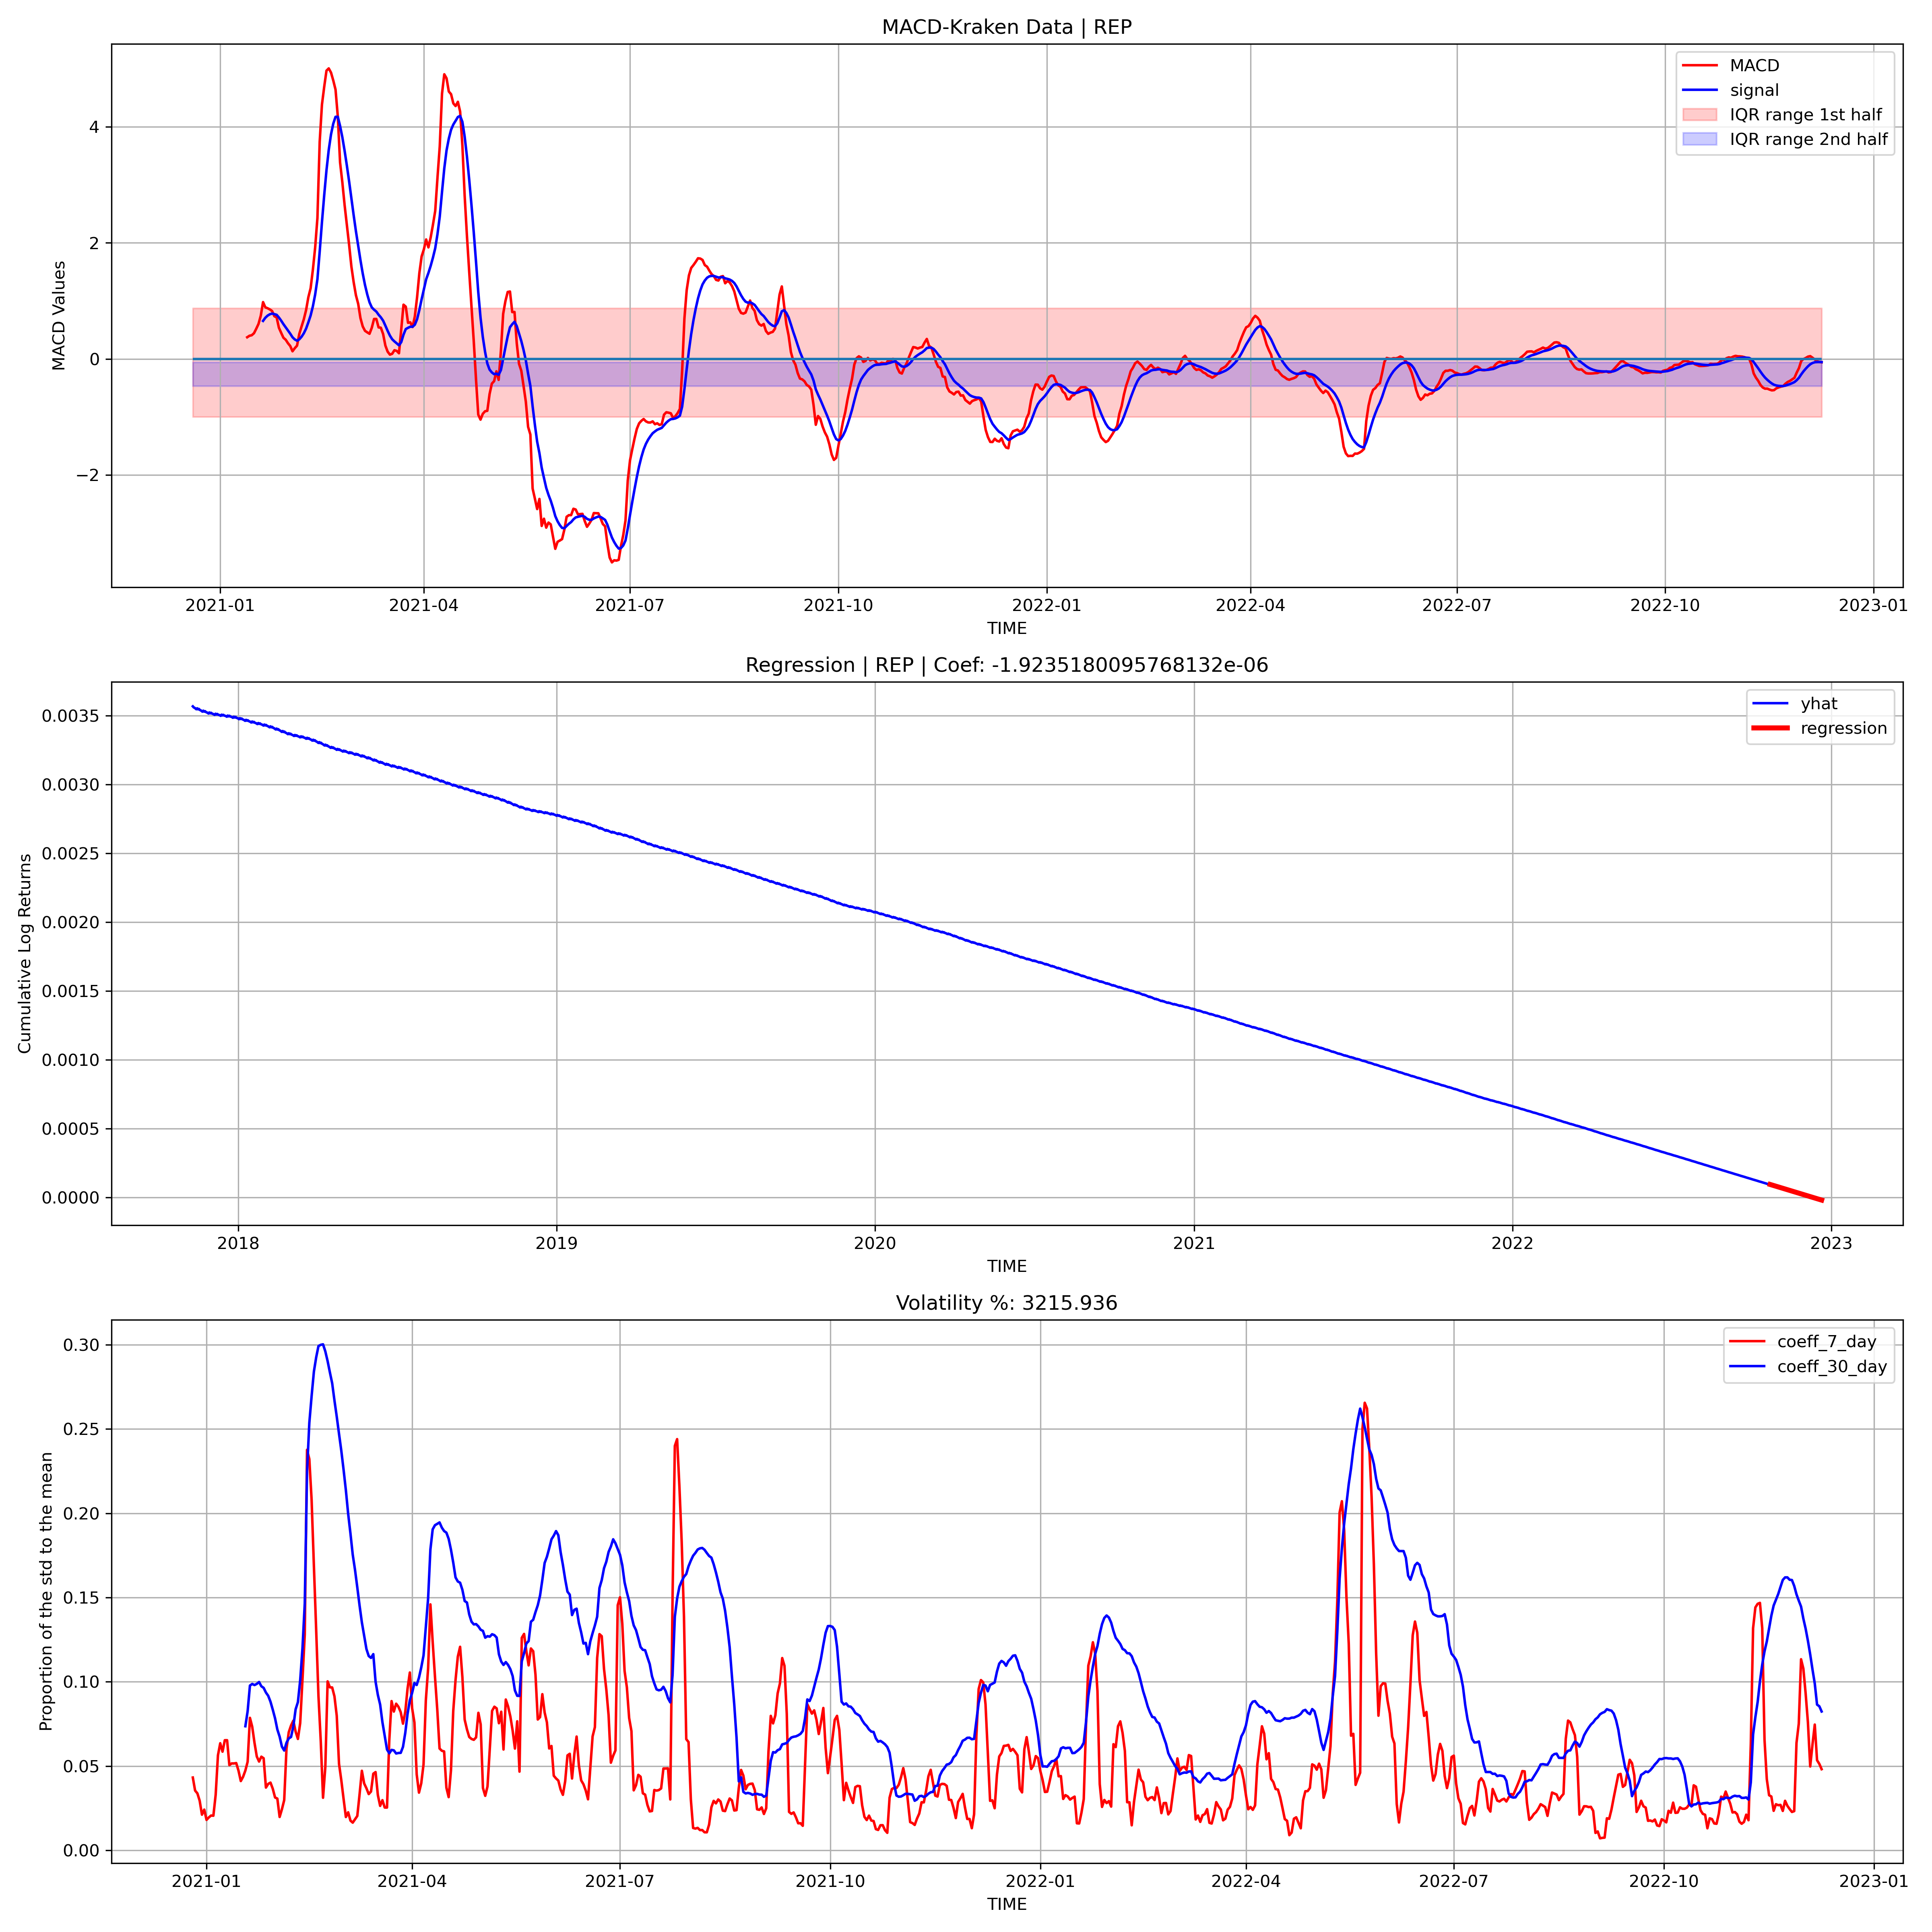 MACD-Kraken Data | REP
MACD
signal
IQR range 1st half
IQR range 2nd half
MACD Values
4
2
0
−2
2021-01 2021-04 2021-07 2021-10 2022-01 2022-04 2022-07 2022-10 2023-01
TIME
Regression | REP | Coef: -1.9235180095768132e-06
yhat
regression
Cumulative Log Returns
0.0035
0.0030
0.0025
0.0020
0.0015
0.0010
0.0005
0.0000
2018 2019 2020 2021 2022 2023
TIME
Volatility %: 3215.936
coeff_7_day
coeff_30_day
Proportion of the std to the mean
0.30
0.25
0.20
0.15
0.10
0.05
0.00
2021-01 2021-04 2021-07 2021-10 2022-01 2022-04 2022-07 2022-10 2023-01
TIME